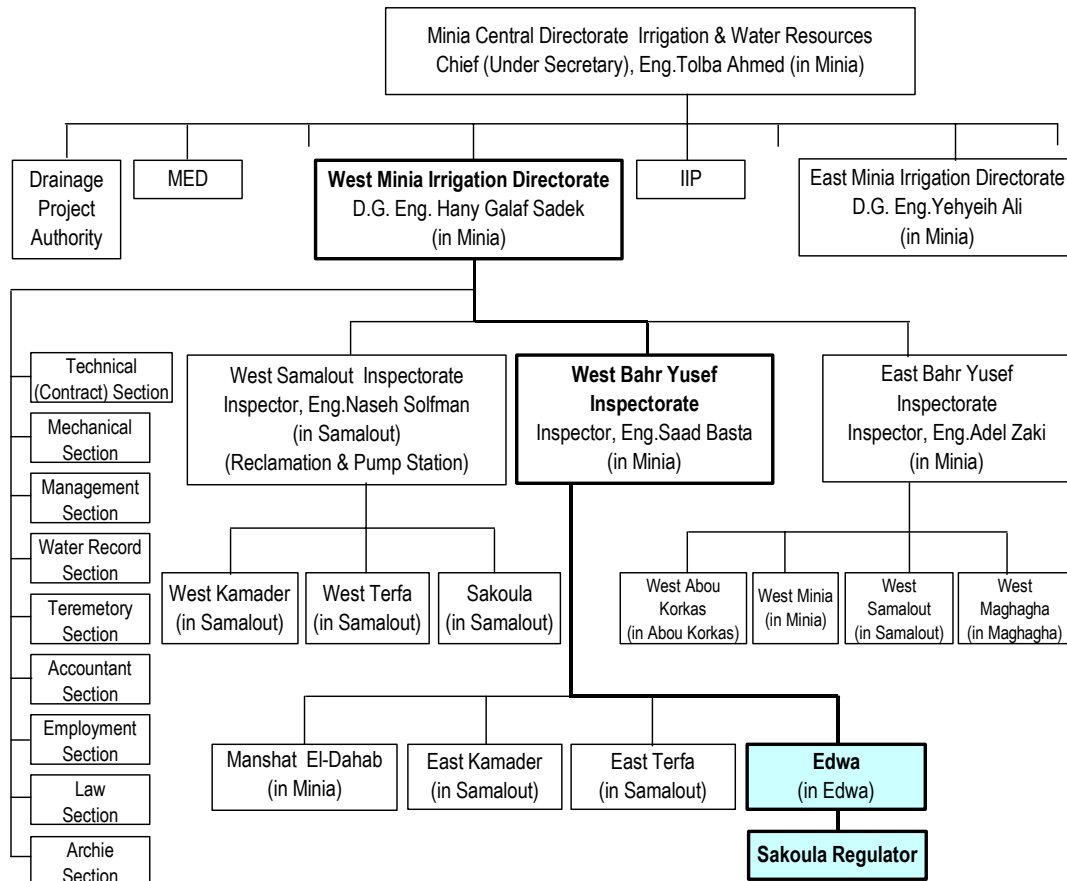 Minia Central Directorate Irrigation & Water Resources
Chief (Under Secretary), Eng.Tolba Ahmed (in Minia)
Drainage
Project
Authority
MED
West Minia Irrigation Directorate
D.G. Eng. Hany Galaf Sadek
(in Minia)
IIP
East Minia Irrigation Directorate
D.G. Eng.Yehyeih Ali
(in Minia)
Technical
(Contract) Section
Mechanical
Section
Management
Section
Water Record
Section
Teremetory
Section
Accountant
Section
Employment
Section
Law
Section
Archie
Section
West Samalout Inspectorate
Inspector, Eng.Naseh Solfman
(in Samalout)
(Reclamation & Pump Station)
West Bahr Yusef
Inspectorate
Inspector, Eng.Saad Basta
(in Minia)
East Bahr Yusef
Inspectorate
Inspector, Eng.Adel Zaki
(in Minia)
West Kamader
(in Samalout)
West Terfa
(in Samalout)
Sakoula
(in Samalout)
West Abou
Korkas
(in Abou Korkas)
West Minia
(in Minia)
West
Samalout
(in Samalout)
West
Maghagha
(in Maghagha)
Manshat El-Dahab
(in Minia)
East Kamader
(in Samalout)
East Terfa
(in Samalout)
Edwa
(in Edwa)
Sakoula Regulator